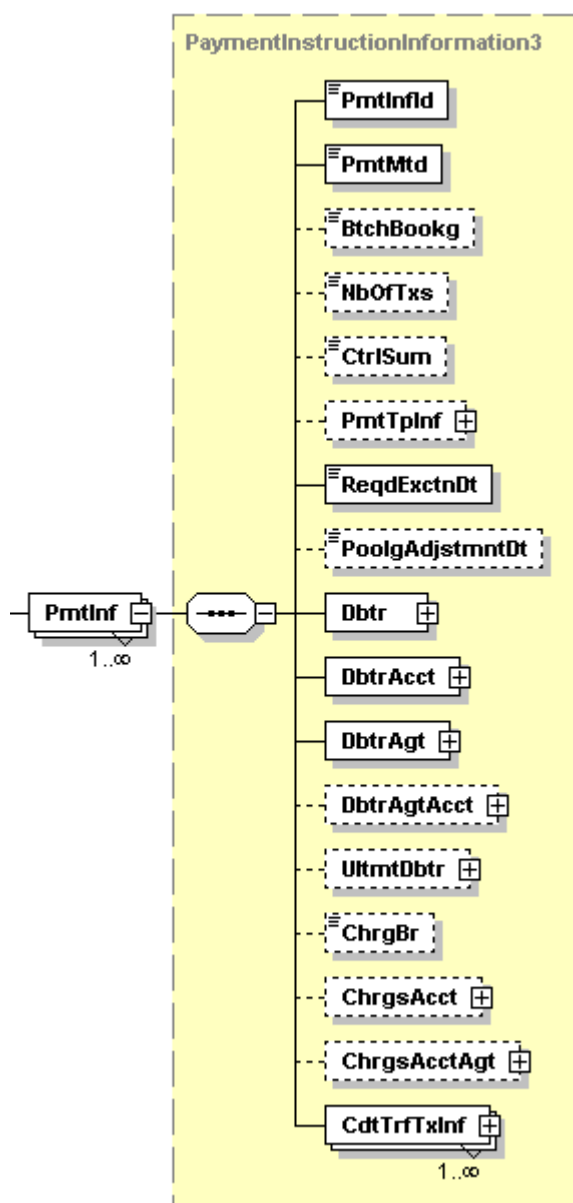 PaymentInstructionInformation3
PmtInfId
PmtMtd
BtchBookg
NbOfTxs
CtrlSum
PmtTpInf
ReqdExctnDt
PoolgAdjstmntDt
PmtInf
1..∞
Dbtr
DbtrAcct
DbtrAgt
DbtrAgtAcct
UltmtDbtr
ChrgBr
ChrgsAcct
ChrgsAcctAgt
CdtTrfTxInf
1..∞